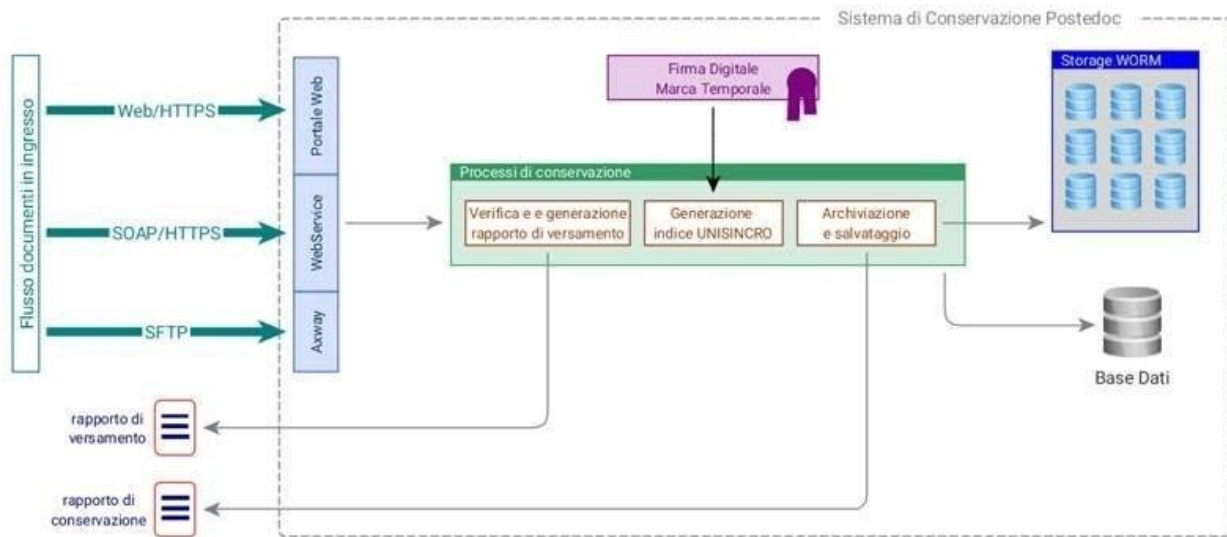 Sistema di Conservazione Postedoc
Flusso documenti in ingresso
Web/HTTPS
SOAP/HTTPS
SFTP
Portale Web
WebService
Axway
Firma Digitale
Marca Temporale
Storage WORM
Processi di conservazione
Verifica e e generazione
rapporto di versamento
Generazione
indice UNISINCRO
Archiviazione
e salvataggio
Base Dati
rapporto di
versamento
rapporto di
conservazione